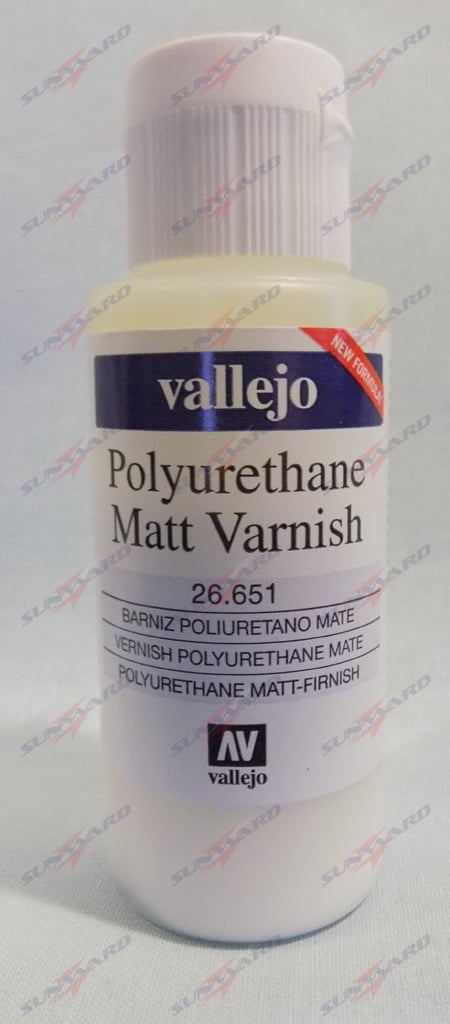 NEW FORMULA!
vallejo
Polyurethane
Matt Varnish
26.651
BARNIZ POLIURETANO MATE
VERNISH POLYURETHANE MATE
POLYURETHANE MATT-FIRNISH
AV
vallejo
SUNWARD